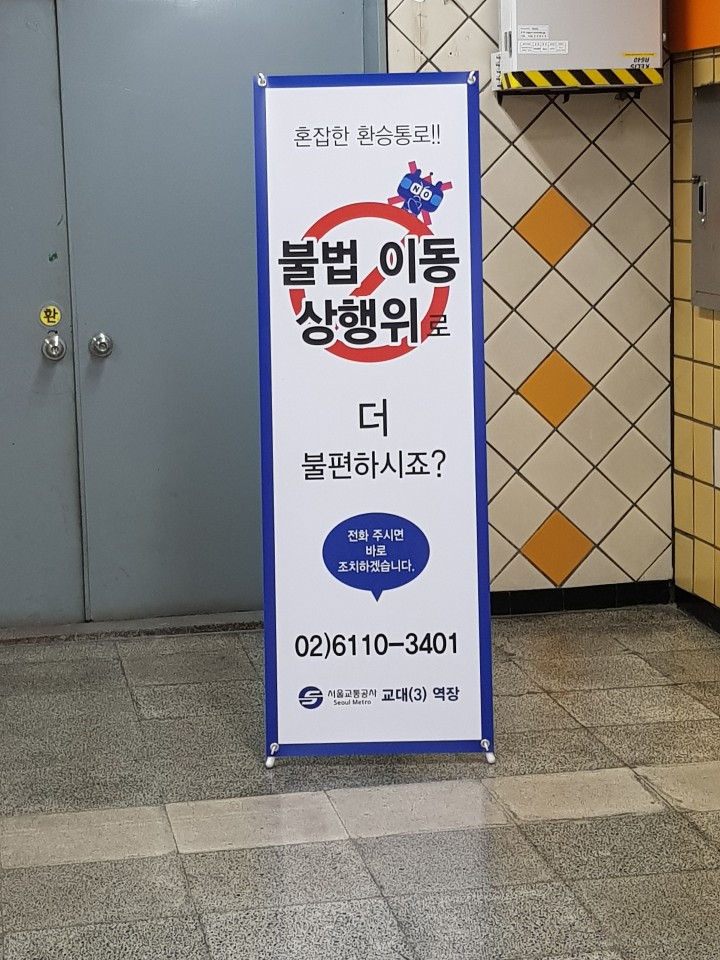 혼잡한 환승통로!!
NO
불법 이동
상행위로
더
불편하시죠?
전화 주시면
바로
조치하겠습니다.
02)6110-3401
서울교통공사 교대(3) 역장
Seoul Metro
환
KELIS
R640